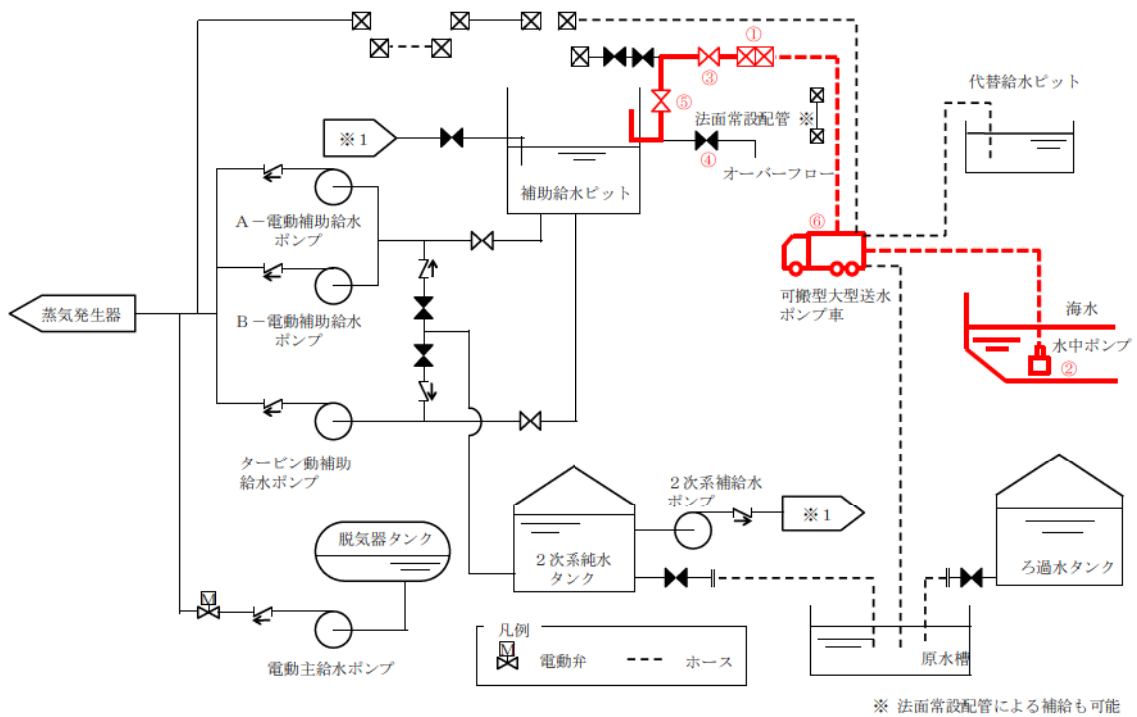 ①
③
⑤
代替給水ピット
法面常設配管 ※
※1
④
オーバーフロー
補助給水ピット
A－電動補助給水
ポンプ
⑥
蒸気発生器
B－電動補助給水
ポンプ
可搬型大型送水
ポンプ車
海水
水中ポンプ
②
タービン動補助
給水ポンプ
2次系補給水
ポンプ
※1
脱気器タンク
2次系純水
タンク
ろ過水タンク
M
電動主給水ポンプ
凡例
M
電動弁
ホース
原水槽
※ 法面常設配管による補給も可能